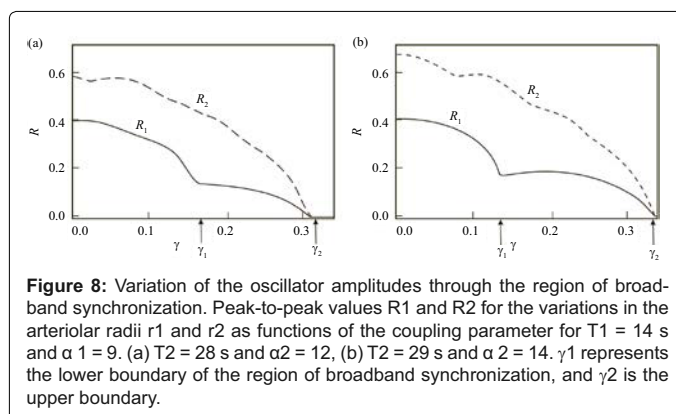 (a)
0.6
0.4
0.2
0.0
R
R2
R1
0.0 0.1 0.2 0.3
γ
γ1
γ2
(b)
0.6
0.4
0.2
0.0
R
R2
R1
0.0 0.1 0.2 0.3
γ1 γ
γ2
Figure 8: Variation of the oscillator amplitudes through the region of broad-
band synchronization. Peak-to-peak values R1 and R2 for the variations in the
arteriolar radii r1 and r2 as functions of the coupling parameter for T1 = 14 s
and α 1 = 9. (a) T2 = 28 s and α2 = 12, (b) T2 = 29 s and α 2 = 14. γ1 represents
the lower boundary of the region of broadband synchronization, and γ2 is the
upper boundary.